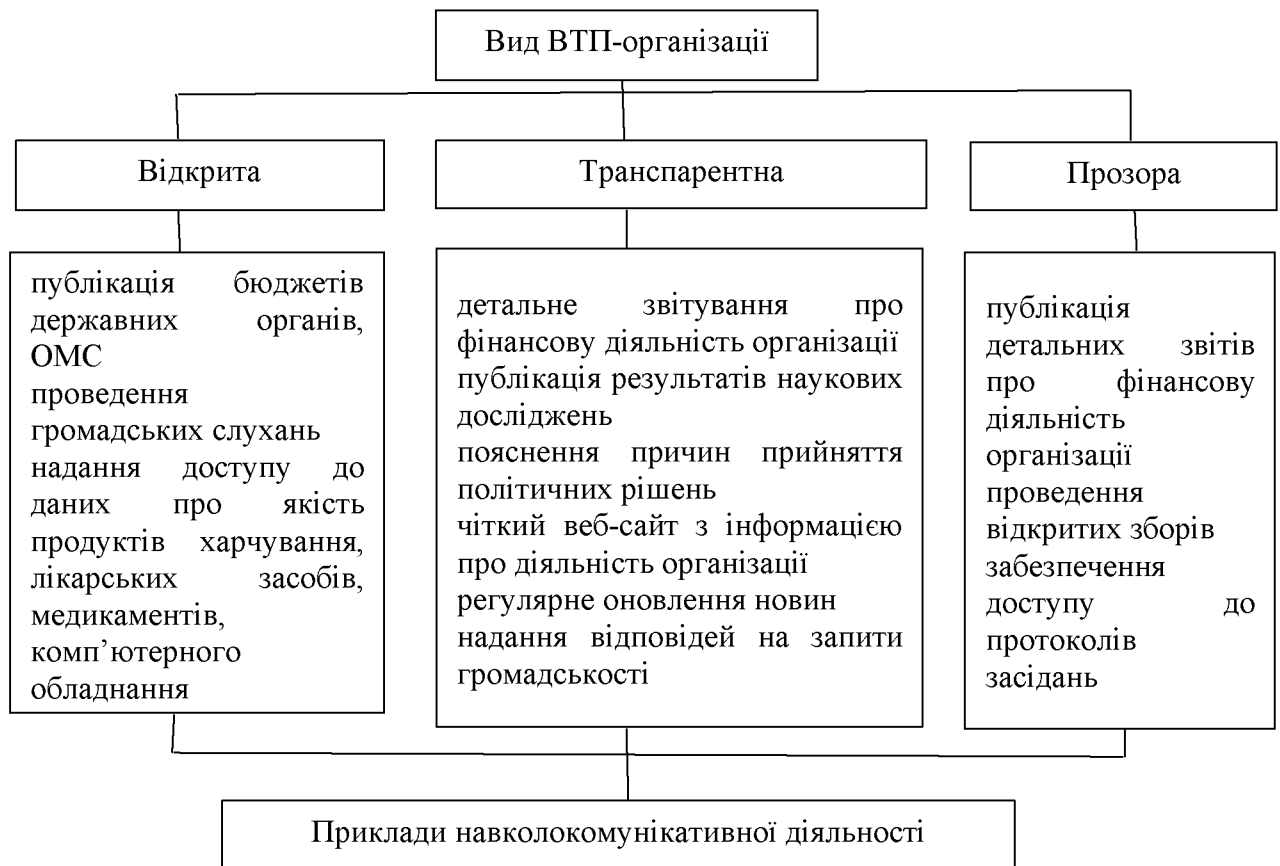 Вид ВТП-організації
Відкрита
Транспарентна
Прозора
публікація бюджетів
державних органів,
ОМС
проведення
громадських слухань
надання доступу до
даних про якість
продуктів харчування,
лікарських засобів,
медикаментів,
комп’ютерного
обладнання
детальне звітування про
фінансову діяльність організації
публікація результатів наукових
досліджень
пояснення причин прийняття
політичних рішень
чіткий веб-сайт з інформацією
про діяльність організації
регулярне оновлення новин
надання відповідей на запити
громадськості
публікація
детальних звітів
про фінансову
діяльність
організації
проведення
відкритих зборів
забезпечення
доступу до
протоколів
засідань
Приклади навколокомунікативної діяльності